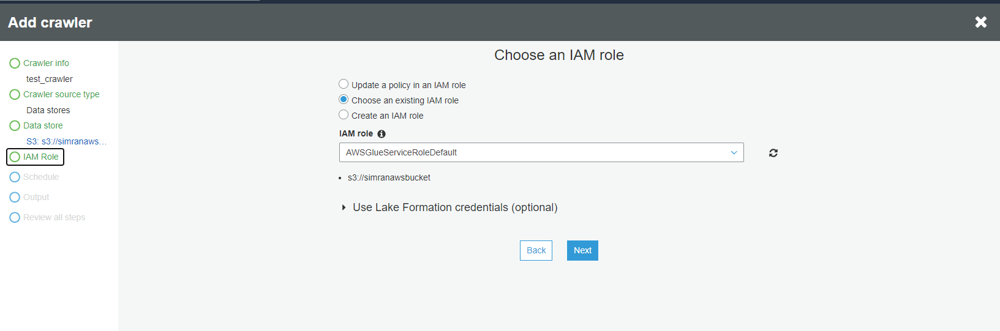 Add crawler
Crawler info
test_crawler
Crawler source type
Data stores
Data store
S3: s3://simranaws...
IAM Role
Schedule
Output
Review all steps
Choose an IAM role
Update a policy in an IAM role
Choose an existing IAM role
Create an IAM role
IAM role
AWSGlueServiceRoleDefault
s3://simranawsbucket
Use Lake Formation credentials (optional)
Back
Next